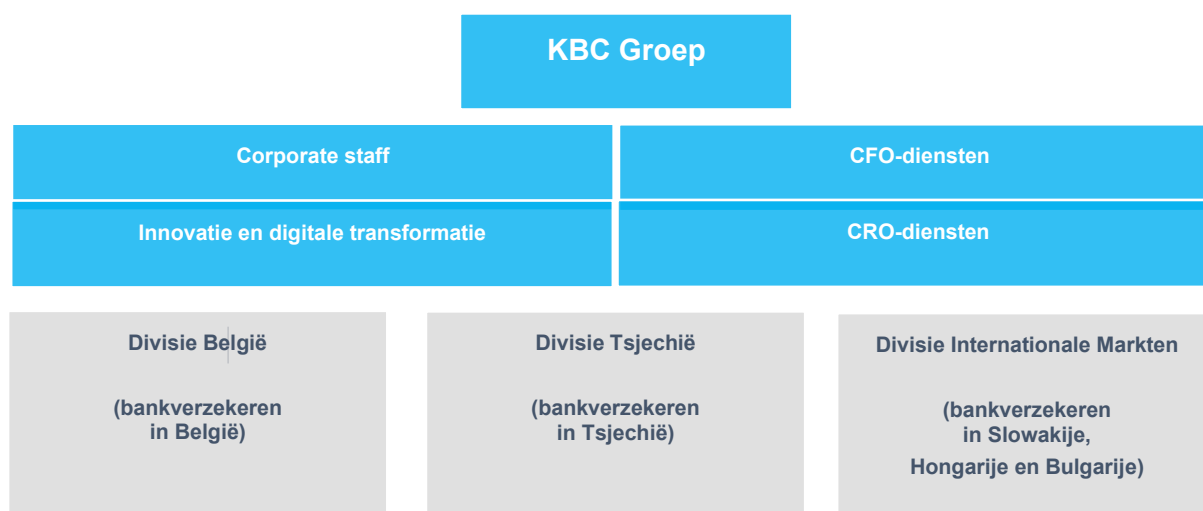 KBC Groep
Corporate staff
CFO-diensten
Innovatie en digitale transformatie
CRO-diensten
Divisie België
(bankverzekeren
in België)
Divisie Tsjechië
(bankverzekeren
in Tsjechië)
Divisie Internationale Markten
(bankverzekeren
in Slowakije,
Hongarije en Bulgarije)